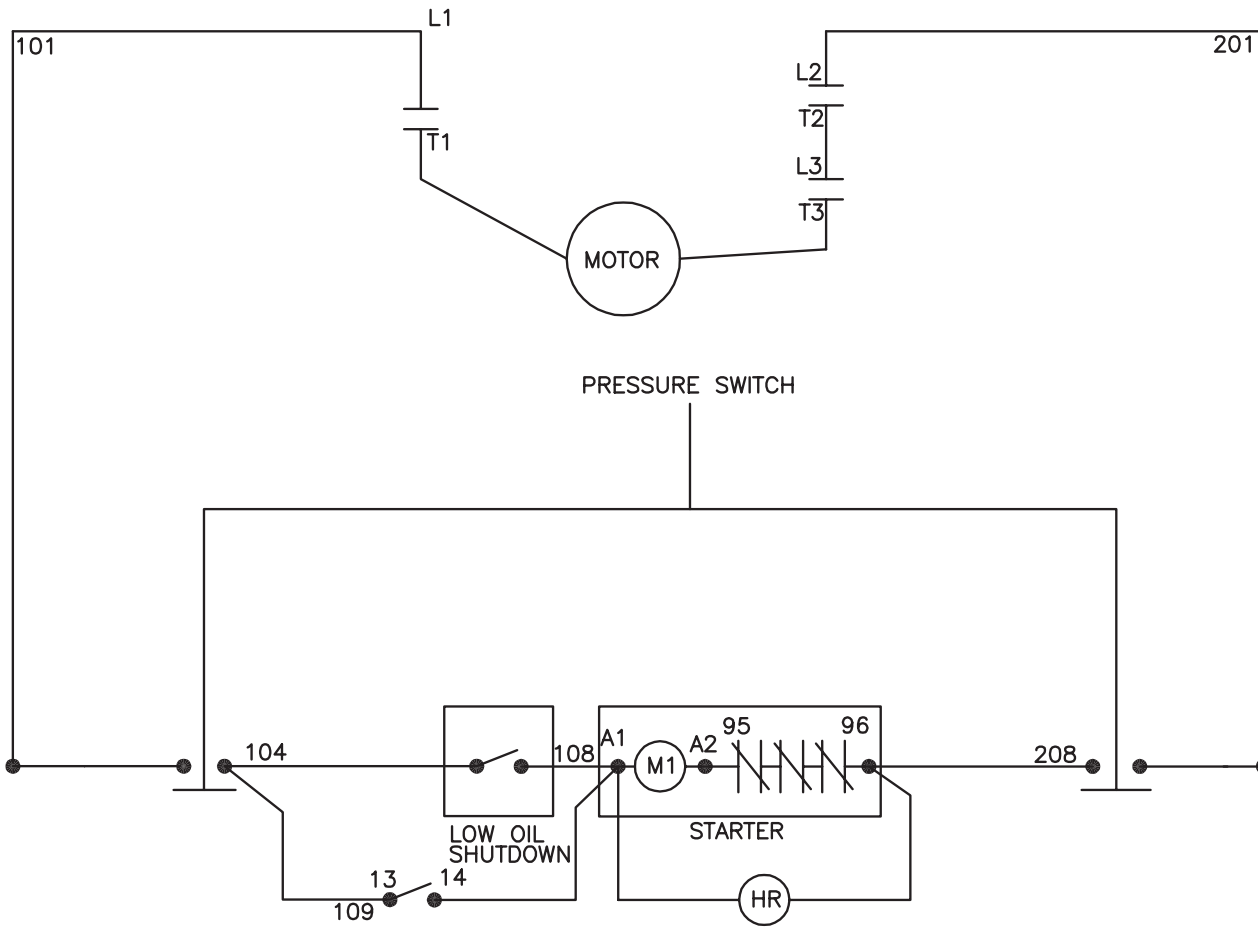 L1
101
201
L2
T2
T1
L3
T3
MOTOR
PRESSURE SWITCH
95
96
104
108
A1
M1
A2
208
LOW OIL
SHUTDOWN
STARTER
13
14
109
HR